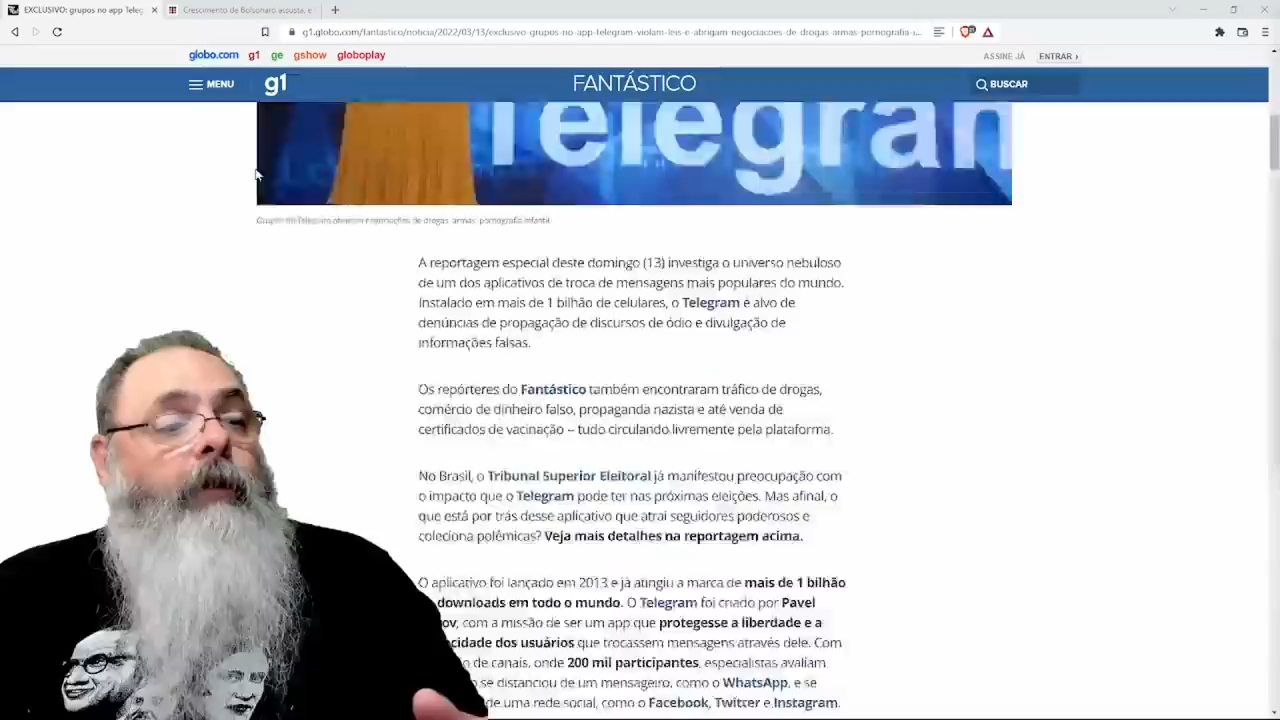 EXCLUSIVO: grupos no app Teleg
Crescimento de Bolsonaro assusta, e
g1.globo.com/fantastico/noticia/2022/03/13/exclusivo-grupos-no-app-telegram-violam-leis-e-abrigam-negociacoes-de-drogas-armas-pornografia-i...
globo.com g1 ge gshow globoplay
ASSINE JÁ ENTRAR ›
MENU g1 FANTÁSTICO BUSCAR
Telegran
A reportagem especial deste domingo (13) investiga o universo nebuloso
de um dos aplicativos de troca de mensagens mais populares do mundo.
Instalado em mais de 1 bilhão de celulares, o Telegram é alvo de
denúncias de propagação de discursos de ódio e divulgação de
informações falsas.
Os repórteres do Fantástico também encontraram tráfico de drogas,
comércio de dinheiro falso, propaganda nazista e até venda de
certificados de vacinação – tudo circulando livremente pela plataforma.
No Brasil, o Tribunal Superior Eleitoral já manifestou preocupação com
o impacto que o Telegram pode ter nas próximas eleições. Mas afinal, o
que está por trás desse aplicativo que atrai seguidores poderosos e
coleciona polêmicas? Veja mais detalhes na reportagem acima.
O aplicativo foi lançado em 2013 e já atingiu a marca de mais de 1 bilhão
downloads em todo o mundo. O Telegram foi criado por Pavel
ov, com a missão de ser um app que protegesse a liberdade e a
cidade dos usuários que trocassem mensagens através dele. Com
o de canais, onde 200 mil participantes, especialistas avaliam
se distanciou de um mensageiro, como o WhatsApp, e se
de uma rede social, como o Facebook, Twitter e Instagram.